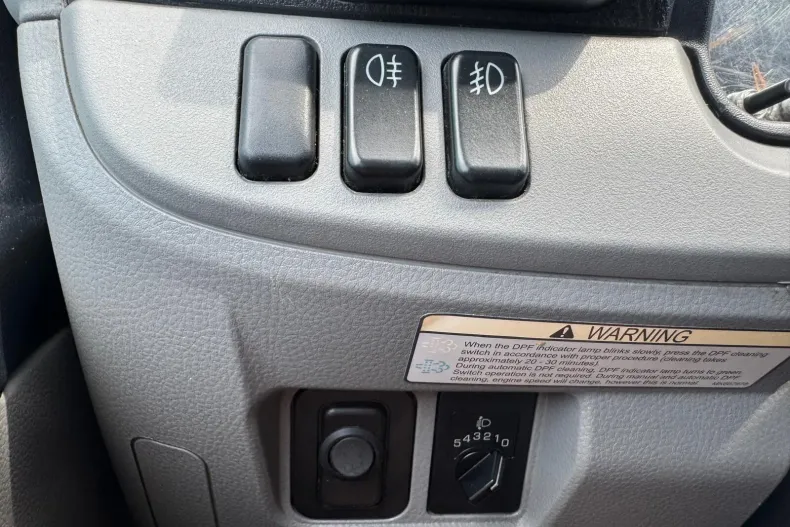 WARNING
When the DPF indicator lamp blinks slowly, press the DPF cleaning
switch in accordance with proper procedure (cleaning takes
approximately 20 - 30 minutes)
During automatic DPF cleaning, DPF indicator lamp turns to green.
Switch operation is not required. During manual and automatic DPF
cleaning, engine speed will change, however this is normal
543210